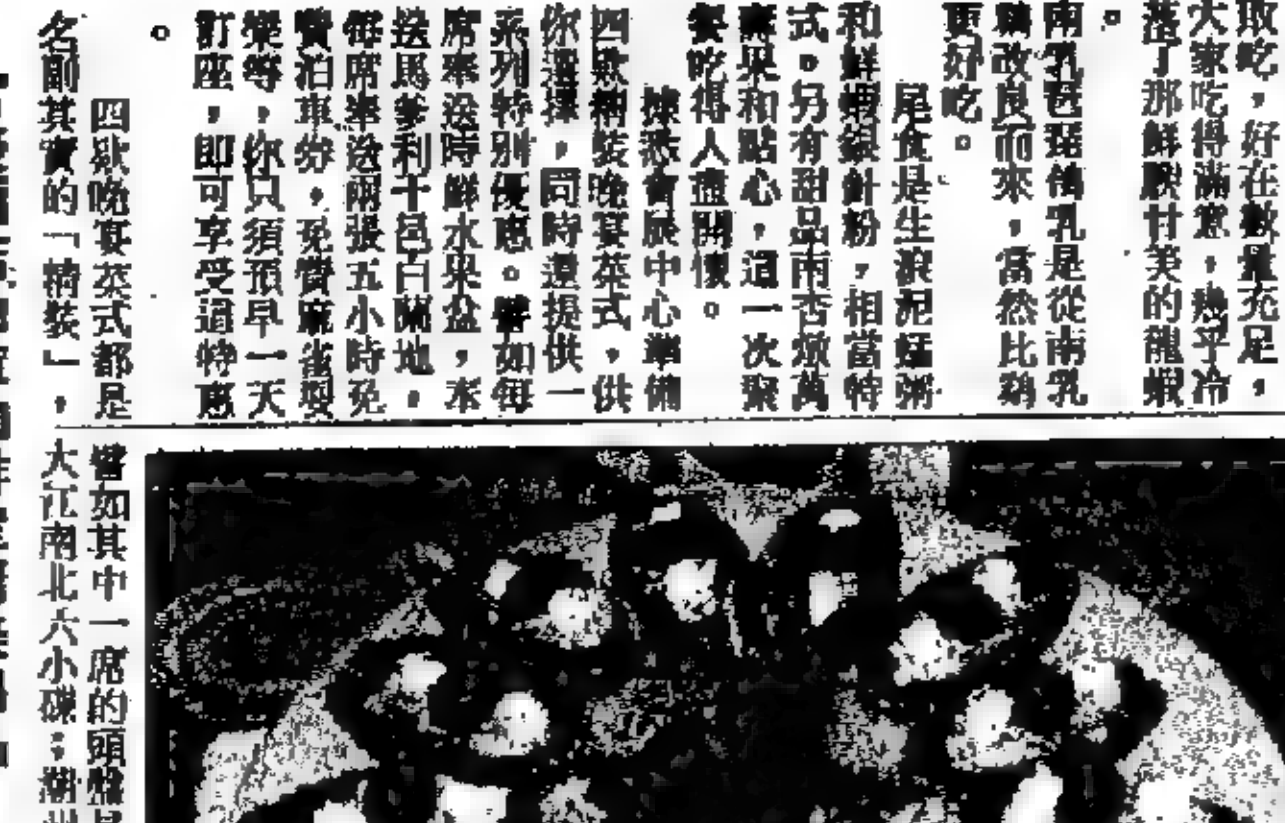 敢吃，好在數量充足，
大家吃得滿意，幾乎冷
落了那鮮甘美的龍蝦
。
南乳琵琶鴿乳是從南乳
鷄改良而來，當然比鷄
更好吃。
尾食是生滾泥蜢粥
和鮮蝦銀針粉，相當特
式。另有甜品南杏燉萬
壽果和點心，這一次聚
餐吃得人人開懷。
據悉會展中心準備
四款精裝晚宴菜式，供
你選擇，同時還提供一
系列特別優惠。譬如每
席奉送時鮮水果盆，奉
送馬爹利干邑白蘭地，
每席奉送兩張五小時免
費泊車券，免費麻雀耍
樂等，你只須預早一天
訂座，即可享受這特惠
。
四款晚宴菜式都是
名副其實的「精裝」，
譬如其中一席的頭盤是
大江南北六小碟；潮州